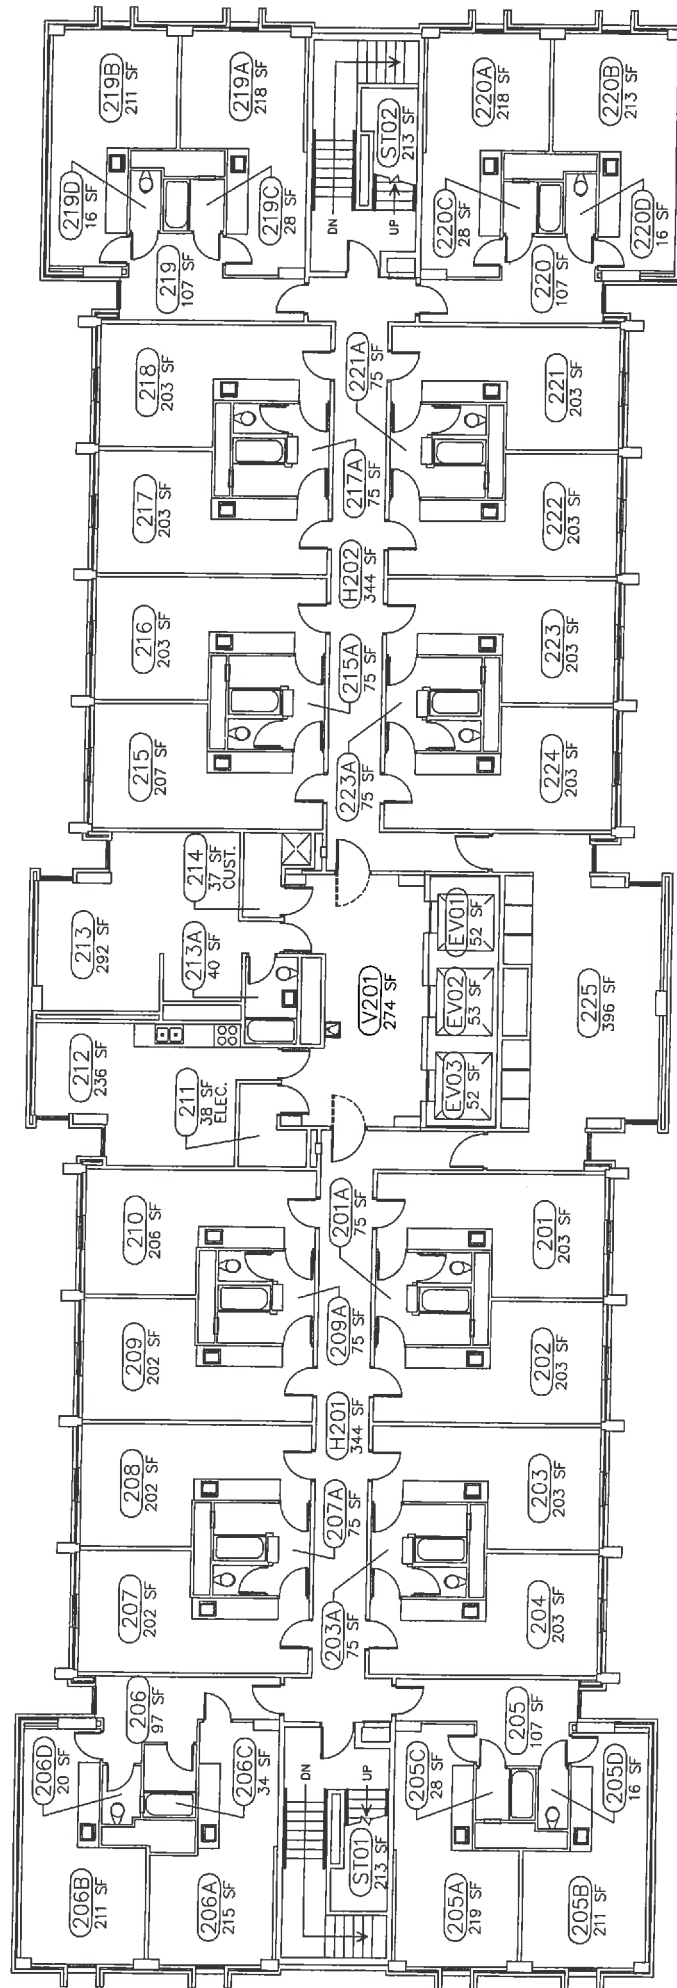 219B
211 SF
219A
218 SF
219D
16 SF
219C
28 SF
219
107 SF
DN
UP
ST02
213 SF
220A
218 SF
220B
213 SF
220C
28 SF
220D
16 SF
220
107 SF
218
203 SF
217
203 SF
217A
75 SF
221A
75 SF
221
203 SF
222
203 SF
H202
344 SF
216
203 SF
215
207 SF
215A
75 SF
223A
75 SF
223
203 SF
224
203 SF
214
37 SF
CUST.
213
292 SF
213A
40 SF
212
236 SF
211
38 SF
ELEC.
V201
274 SF
EV01
52 SF
EV02
53 SF
EV03
52 SF
225
396 SF
210
206 SF
209
202 SF
209A
75 SF
201A
75 SF
201
203 SF
202
203 SF
H201
344 SF
208
202 SF
207
202 SF
207A
75 SF
203A
75 SF
203
203 SF
204
203 SF
206
97 SF
206D
20 SF
206C
34 SF
206B
211 SF
206A
215 SF
DN
UP
ST01
213 SF
205
107 SF
205C
28 SF
205D
16 SF
205A
219 SF
205B
211 SF